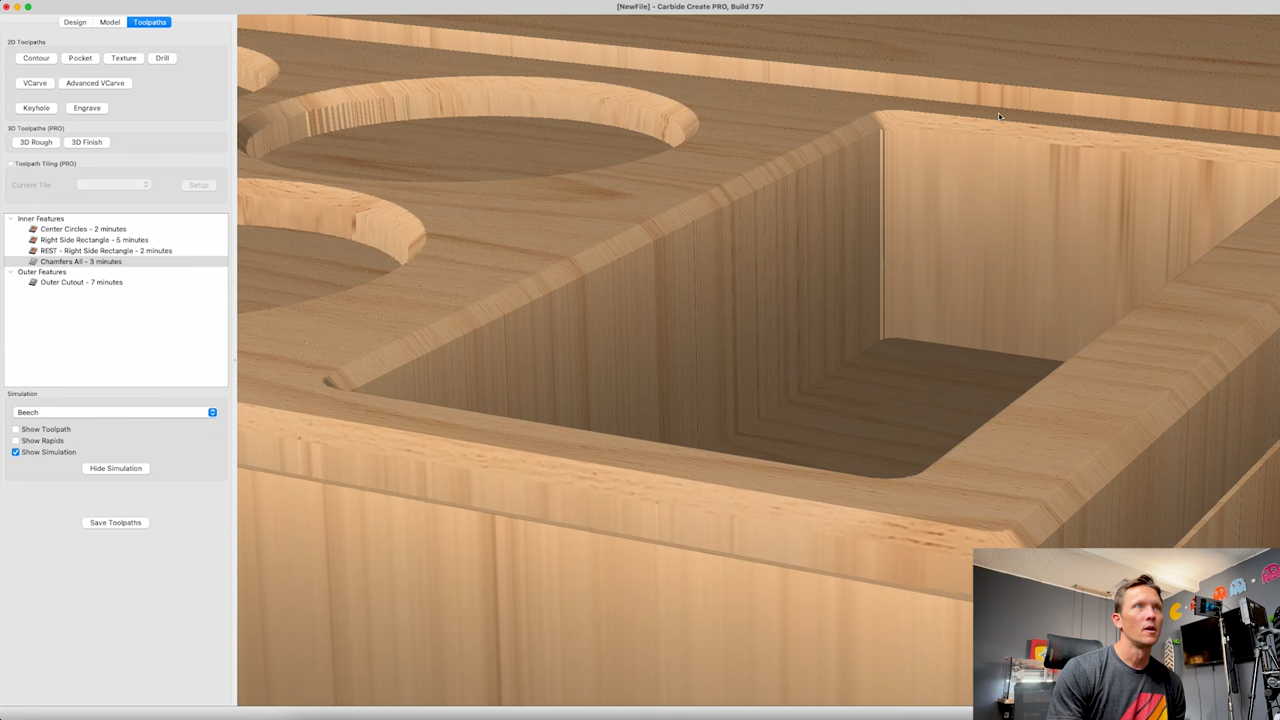 [NewFile] - Carbide Create PRO, Build 757
Design Model Toolpaths
2D Toolpaths
Contour Pocket Texture Drill
VCarve Advanced VCarve
Keyhole Engrave
3D Toolpaths (PRO)
3D Rough 3D Finish
Toolpath Tiling (PRO)
Current Tile Setup
Inner Features
Center Circles - 2 minutes
Right Side Rectangle - 5 minutes
REST - Right Side Rectangle - 2 minutes
Chamfers All - 3 minutes
Outer Features
Outer Cutout - 7 minutes
Simulation
Beech
Show Toolpath
Show Rapids
Show Simulation
Hide Simulation
Save Toolpaths